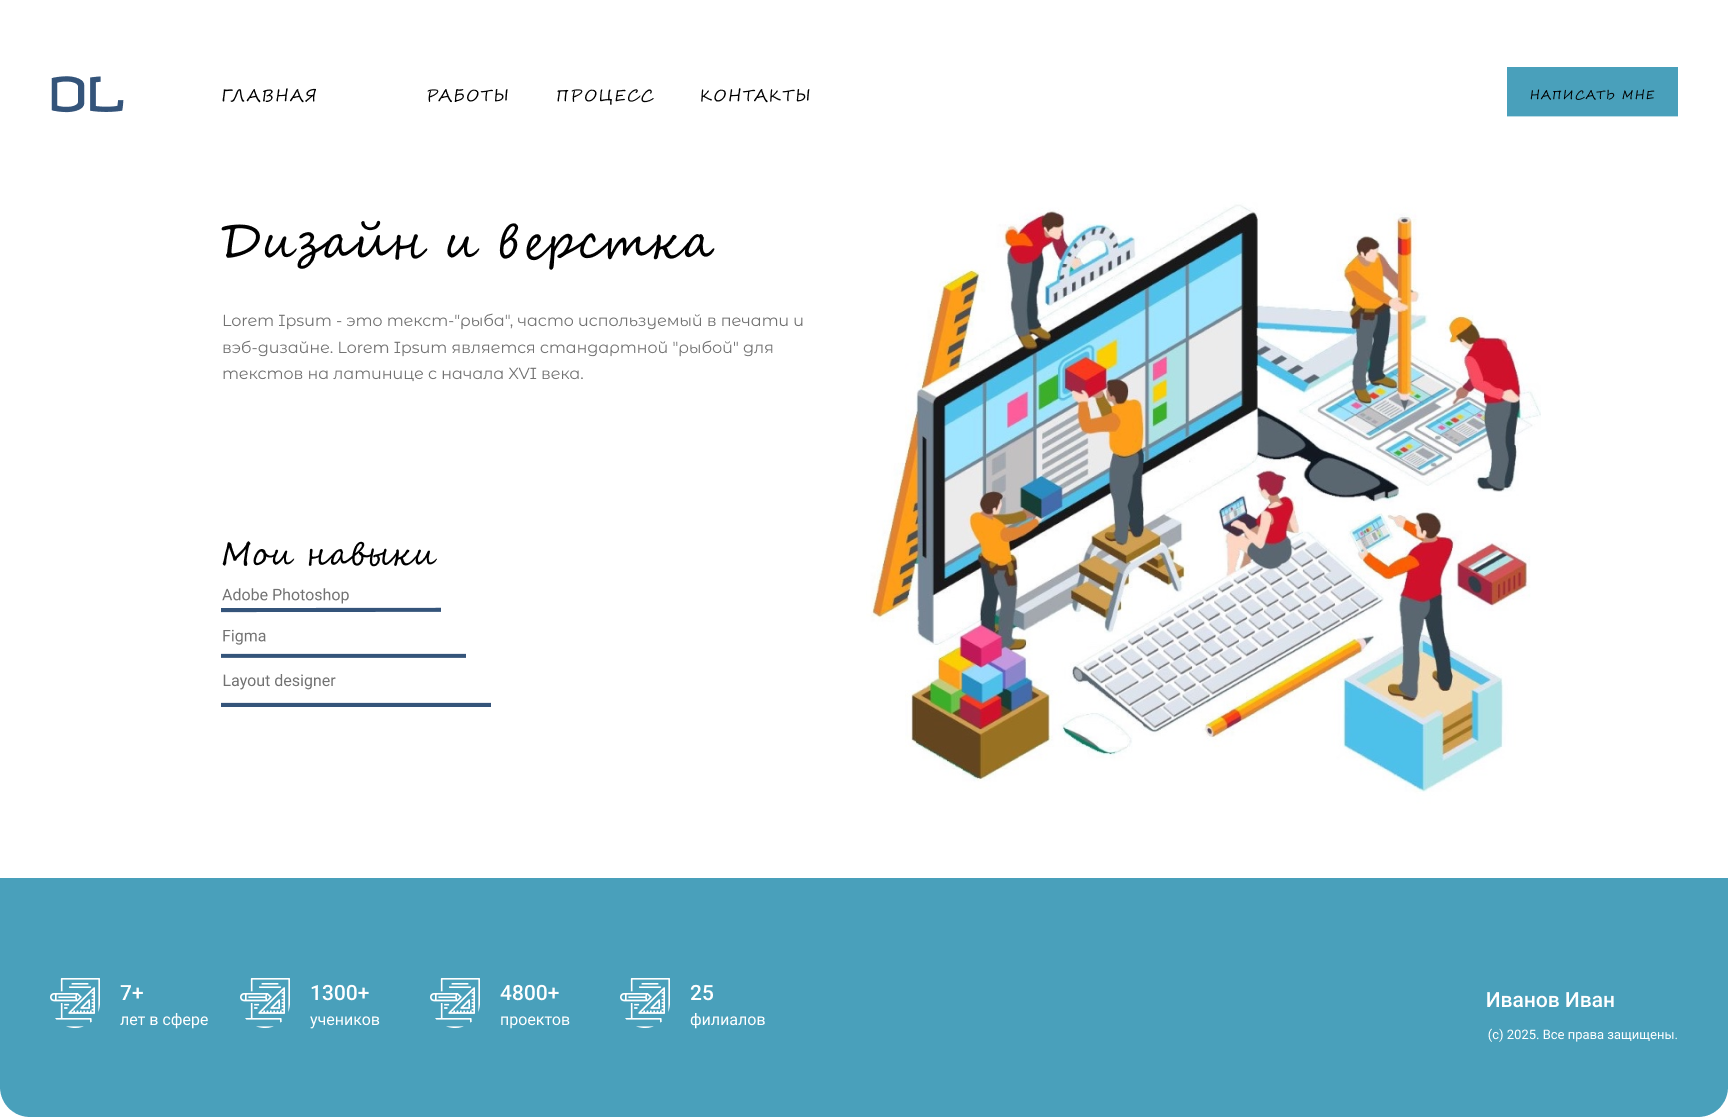 DL
ГЛАВНАЯ РАБОТЫ ПРОЦЕСС КОНТАКТЫ
НАПИСАТЬ МНЕ
Дизайн и верстка
Lorem Ipsum - это текст-"рыба", часто используемый в печати и
вэб-дизайне. Lorem Ipsum является стандартной "рыбой" для
текстов на латинице с начала XVI века.
Мои навыки
Adobe Photoshop
Figma
Layout designer
7+
лет в сфере
1300+
учеников
4800+
проектов
25
филиалов
Иванов Иван
(c) 2025. Все права защищены.